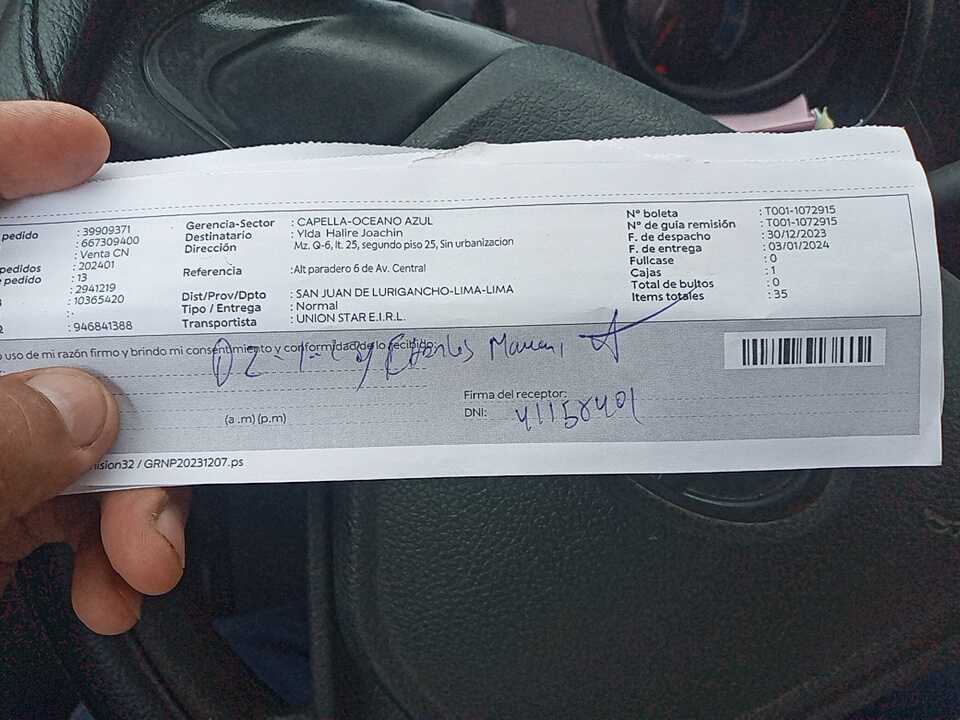 pedido : 39909371
: 667309400
: Venta CN
pedidos : 202401
pedido : 13
: 2941219
: 10365420
: -
2 : 946841388
Gerencia-Sector : CAPELLA-OCEANO AZUL
Destinatario : Ylda Halire Joachin
Dirección : Mz. Q-6, lt. 25, segundo piso 25, Sin urbanizacion
Referencia : Alt paradero 6 de Av. Central
Dist/Prov/Dpto : SAN JUAN DE LURIGANCHO-LIMA-LIMA
Tipo / Entrega : Normal
Transportista : UNION STAR E.I.R.L.
N° boleta : T001-1072915
N° de guía remisión : T001-1072915
F. de despacho : 30/12/2023
F. de entrega : 03/01/2024
Fullcase : 0
Cajas : 1
Total de bultos : 0
Items totales : 35
uso de mi razón firmo y brindo mi consentimiento y conformidad de lo recibido:
Charles Mamani
(a .m) (p.m)
Firma del receptor:
DNI: 41158401
ision32 / GRNP20231207.ps